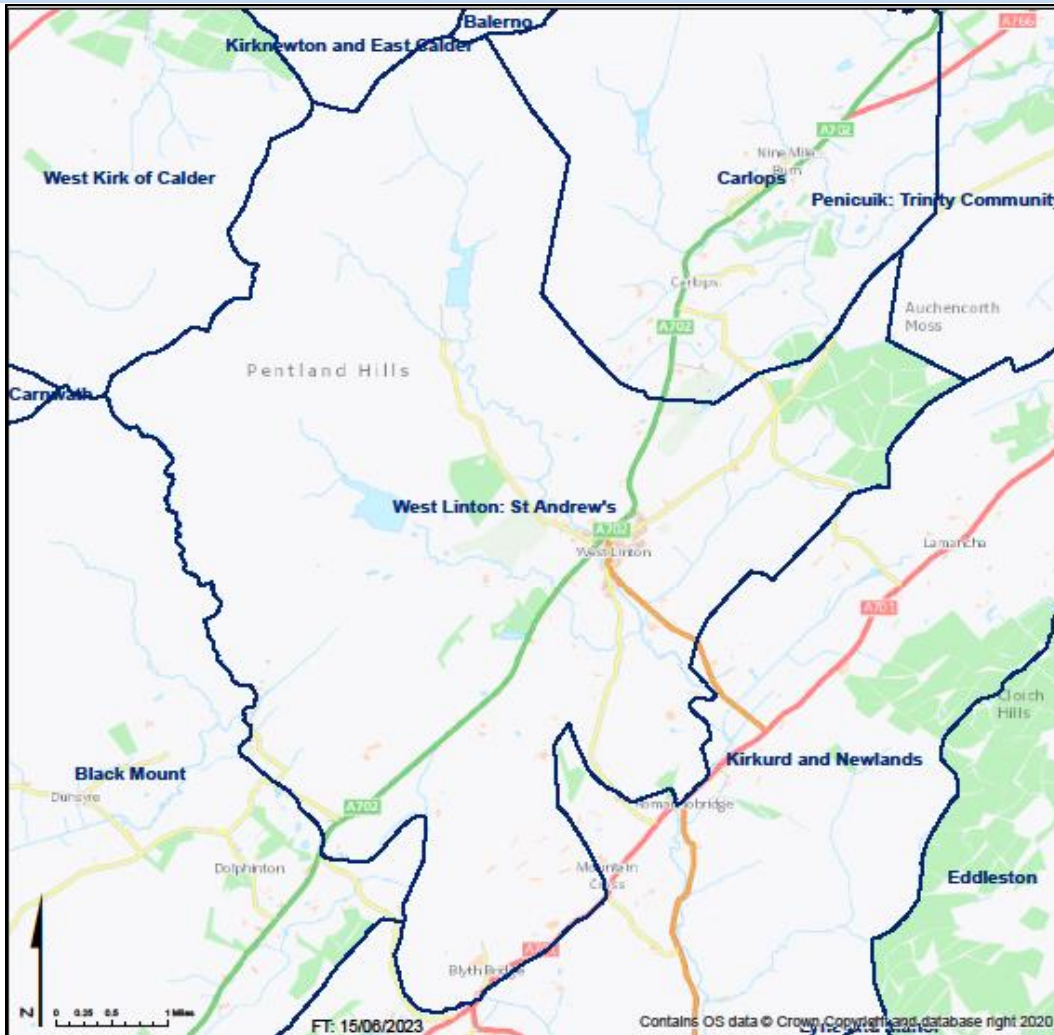 Balerno
Kirknewton and East Calder
A766
A702
West Kirk of Calder
Nine Mile
Burn
Carlops
Penicuik: Trinity Community
Carlops
A702
Auchencorth
Moss
Pentland Hills
Carnwath
West Linton: St Andrew's
A702
West Linton
Lamancha
A701
Cloich
Hills
Kirkurd and Newlands
Black Mount
Dunsyre
A702
Romannobridge
Dolphinton
Mountain
Cross
Eddleston
A701
Blyth Bridge
N
0 0.25 0.5 1 Miles
FT: 15/06/2023
Contains OS data © Crown Copyright and database right 2020